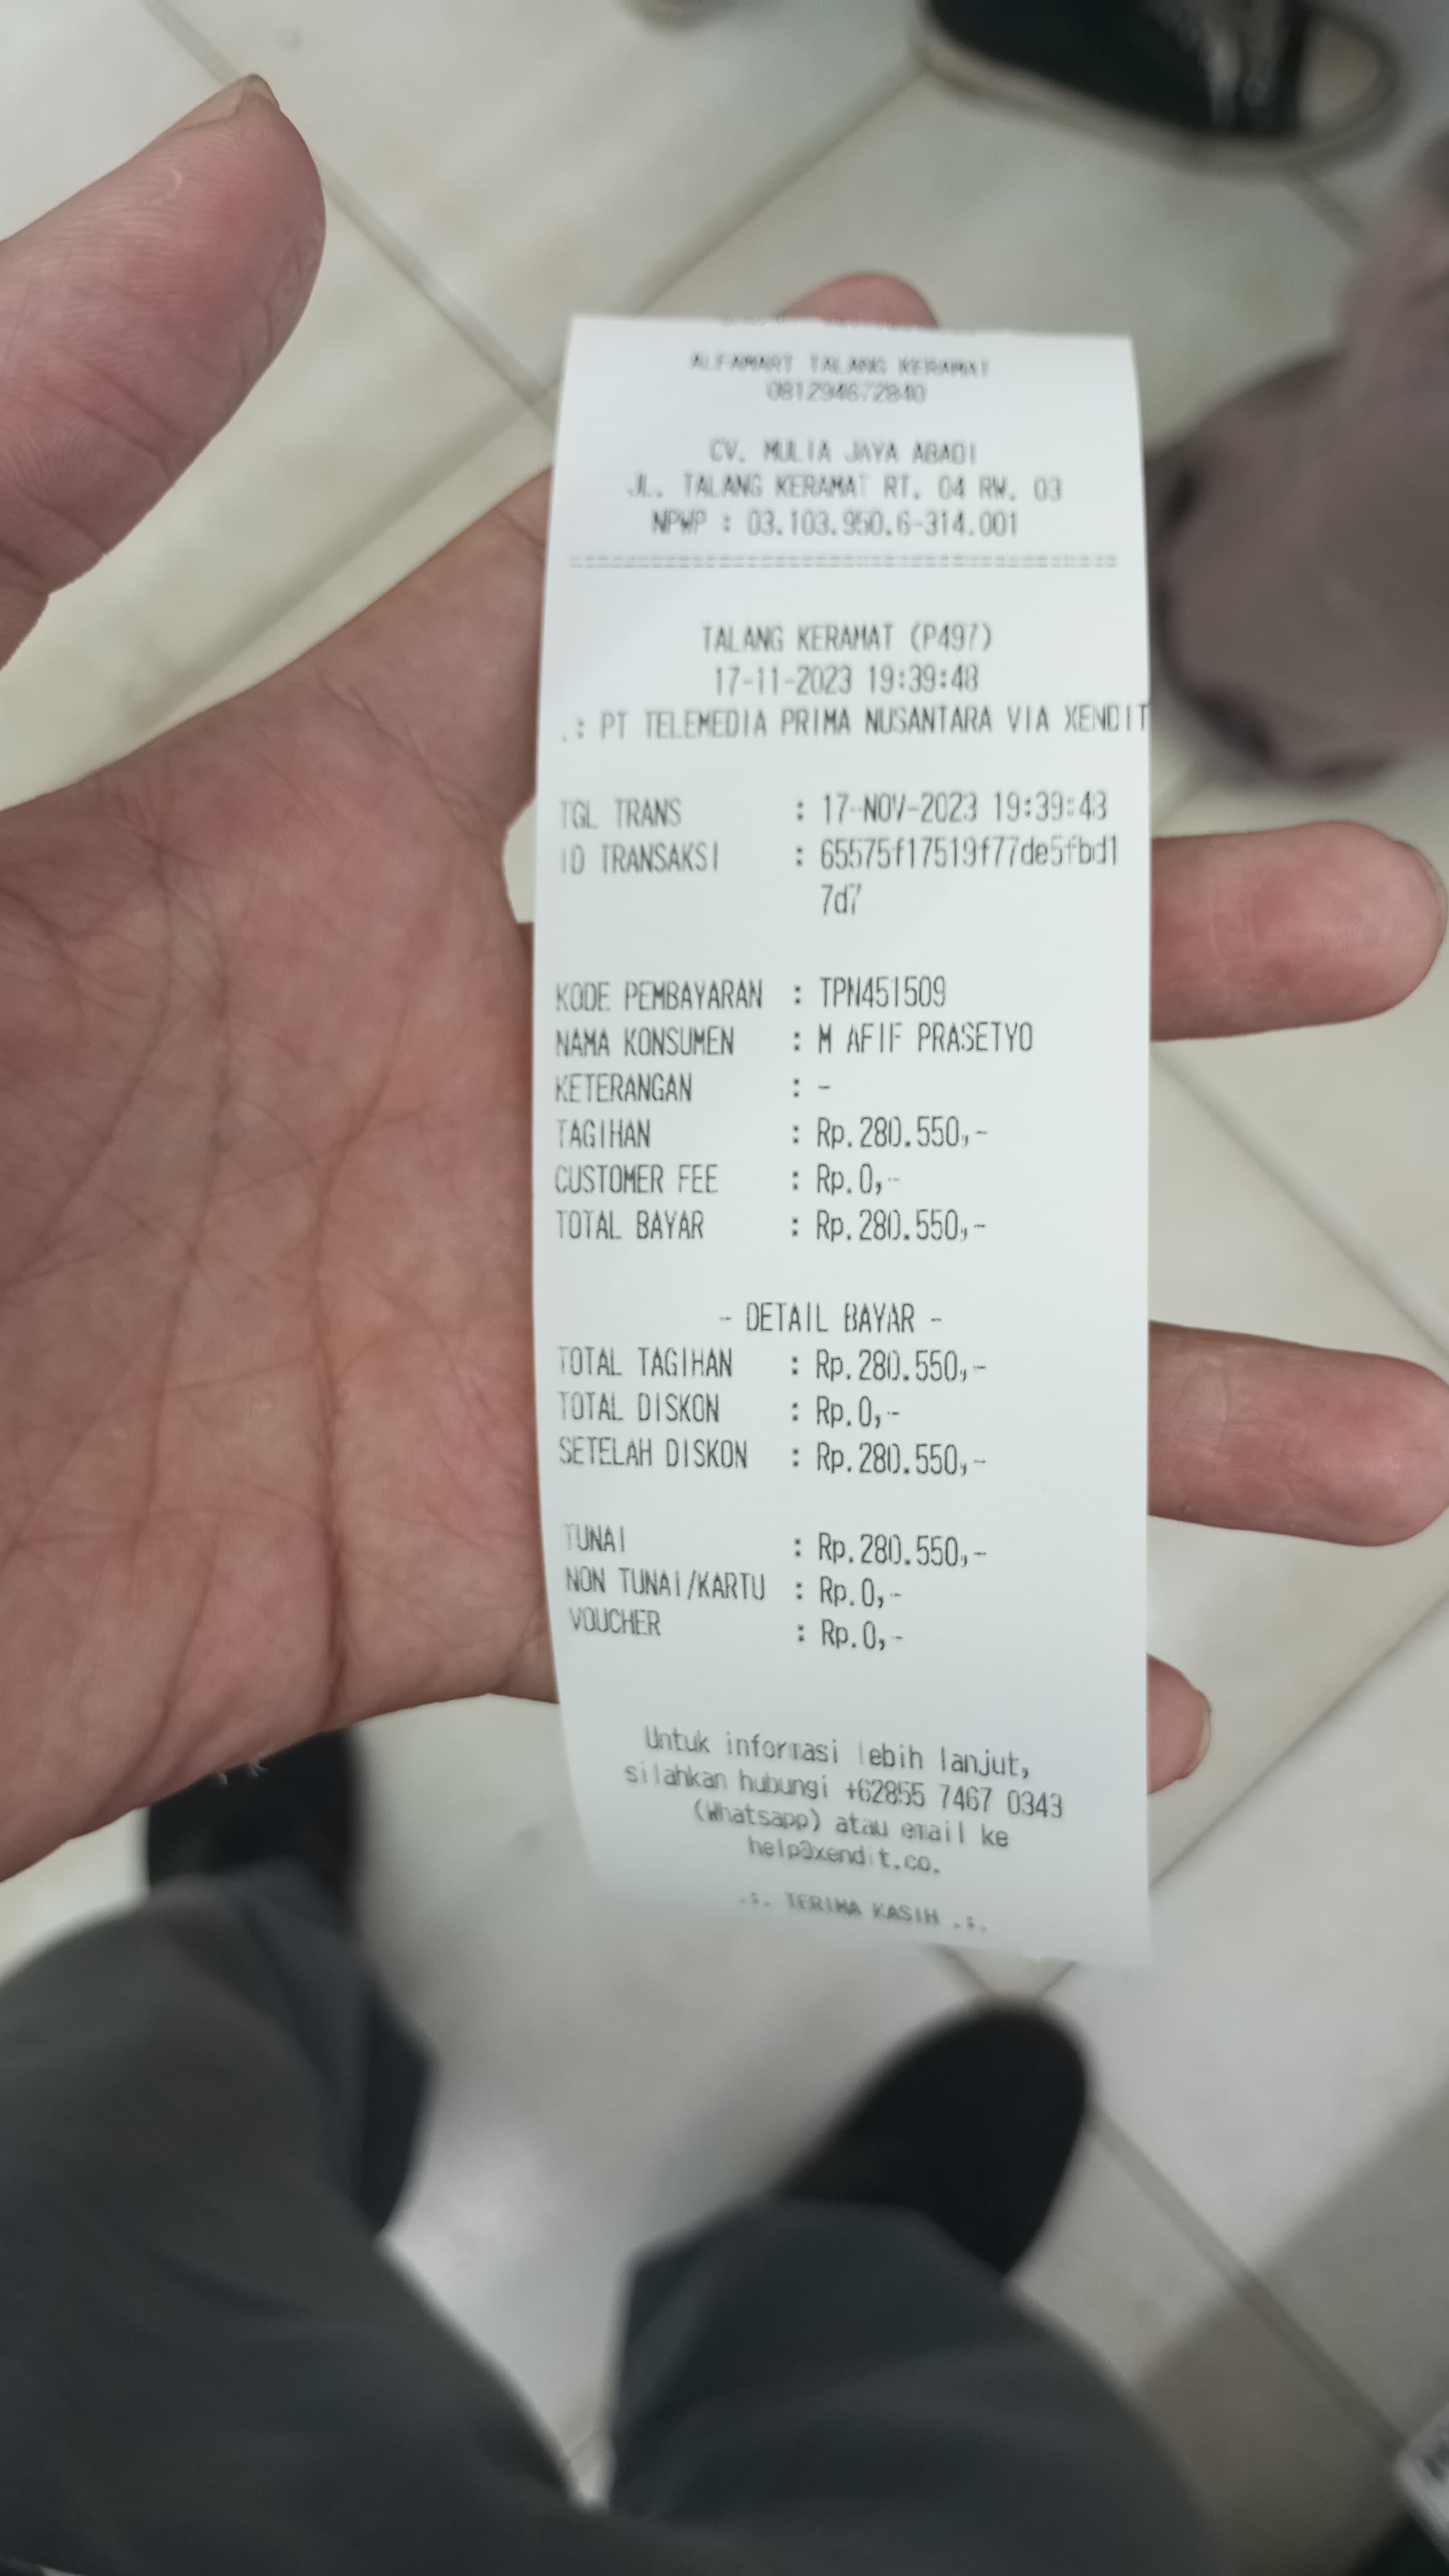 ALFAMART TALANG KERAMAT
081294672840
CV. MULIA JAYA ABADI
JL. TALANG KERAMAT RT. 04 RW. 03
NPWP : 03.103.950.6-314.001
========================================
TALANG KERAMAT (P497)
17-11-2023 19:39:48
.: PT TELEMEDIA PRIMA NUSANTARA VIA XENDIT
TGL TRANS : 17-NOV-2023 19:39:43
ID TRANSAKSI : 65575f17519f77de5fbd1
7d7
KODE PEMBAYARAN : TPN451509
NAMA KONSUMEN : M AFIF PRASETYO
KETERANGAN : -
TAGIHAN : Rp.280.550,-
CUSTOMER FEE : Rp.0,-
TOTAL BAYAR : Rp.280.550,-
- DETAIL BAYAR -
TOTAL TAGIHAN : Rp.280.550,-
TOTAL DISKON : Rp.0,-
SETELAH DISKON : Rp.280.550,-
TUNAI : Rp.280.550,-
NON TUNAI/KARTU : Rp.0,-
VOUCHER : Rp.0,-
Untuk informasi lebih lanjut,
silahkan hubungi +62855 7467 0343
(Whatsapp) atau email ke
help@xendit.co.
.:. TERIMA KASIH .:.